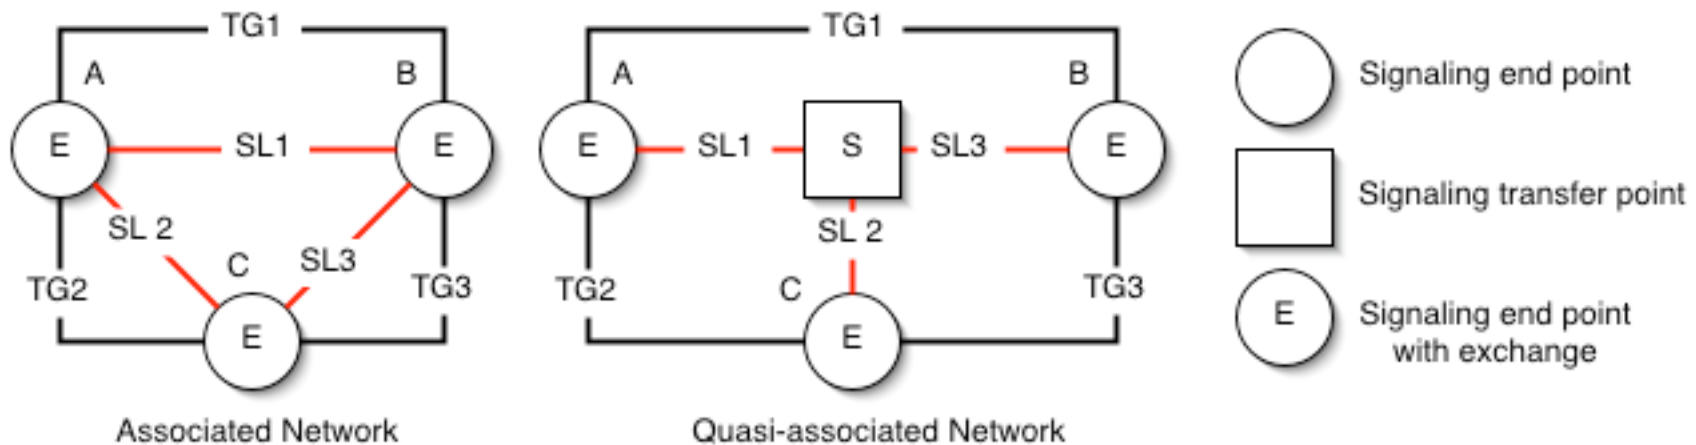 TG1
A
B
E
SL1
E
SL 2
C
SL3
TG2
TG3
E
Associated Network
TG1
A
B
E
SL1
S
SL3
E
SL 2
TG2
C
TG3
E
Quasi-associated Network
Signaling end point
Signaling transfer point
E
Signaling end point
with exchange